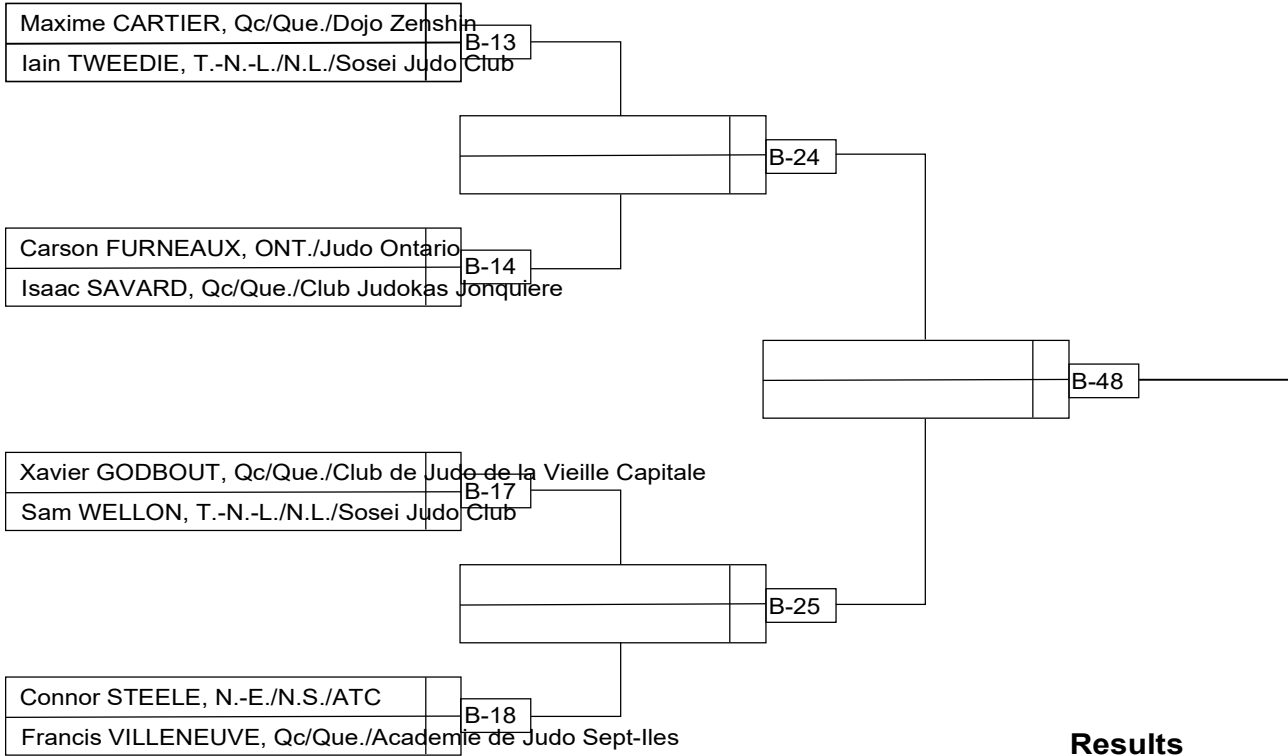 Maxime CARTIER, Qc/Que./Dojo Zenshin
B-13
Iain TWEEDIE, T.-N.-L./N.L./Sosei Judo Club
B-24
Carson FURNEAUX, ONT./Judo Ontario
B-14
Isaac SAVARD, Qc/Que./Club Judokas Jonquiere
B-48
Xavier GODBOUT, Qc/Que./Club de Judo de la Vieille Capitale
B-17
Sam WELLON, T.-N.-L./N.L./Sosei Judo Club
B-25
Connor STEELE, N.-E./N.S./ATC
B-18
Francis VILLENEUVE, Qc/Que./Academie de Judo Sept-Iles
Results